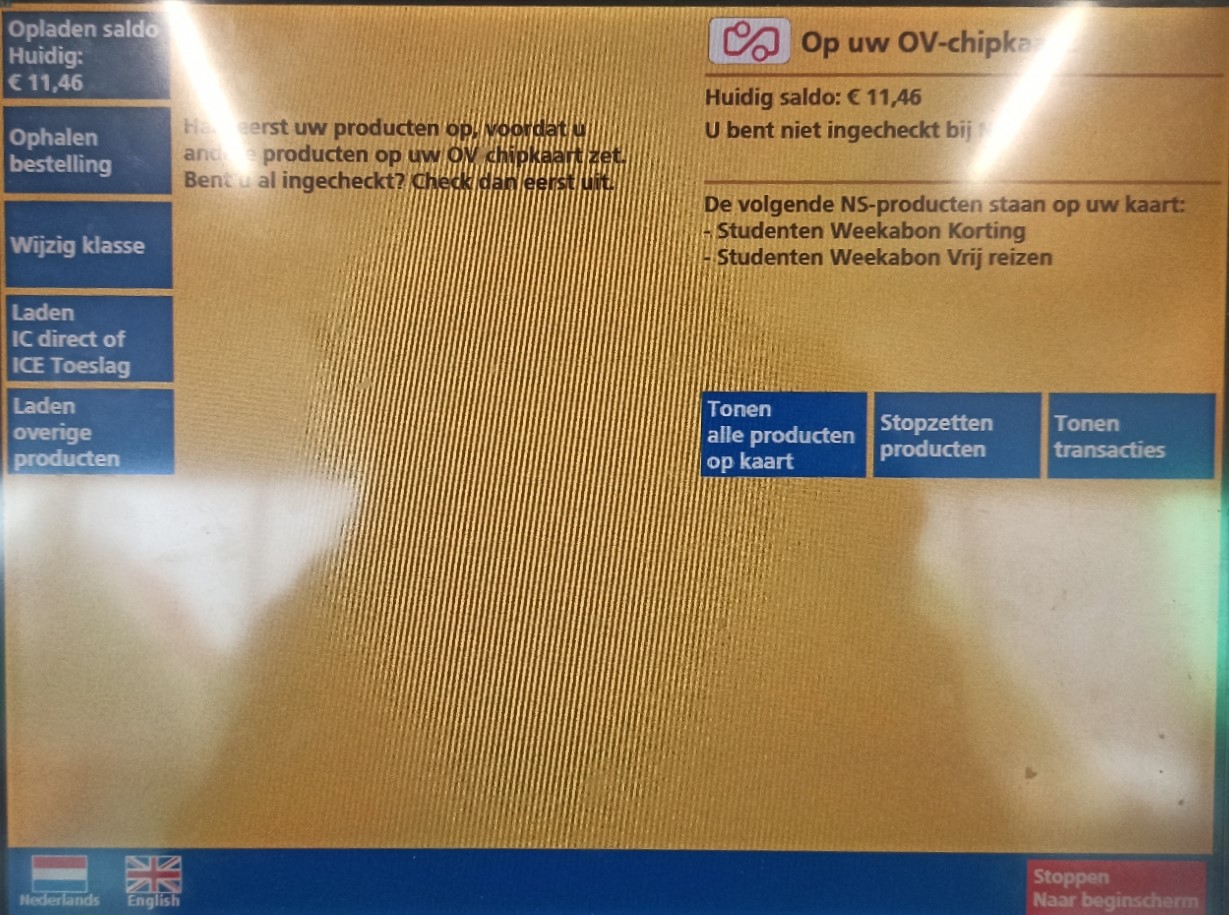 Opladen saldo
Huidig:
€ 11,46
Ophalen
bestelling
Wijzig klasse
Laden
IC direct of
ICE Toeslag
Laden
overige
producten
eerst uw producten op, voordat u
producten op uw OV chipkaart zet.
Bent u al ingecheckt? Check dan eerst uit.
Op uw
Huidig saldo: € 11,46
U bent niet ingecheckt bij
De volgende NS-producten staan op uw kaart:
- Studenten Weekabon Korting
- Studenten Weekabon Vrij reizen
Tonen
alle producten
op kaart
Stopzetten
producten
Tonen
transacties
Nederlands
English
Stoppen
Naar beginscherm